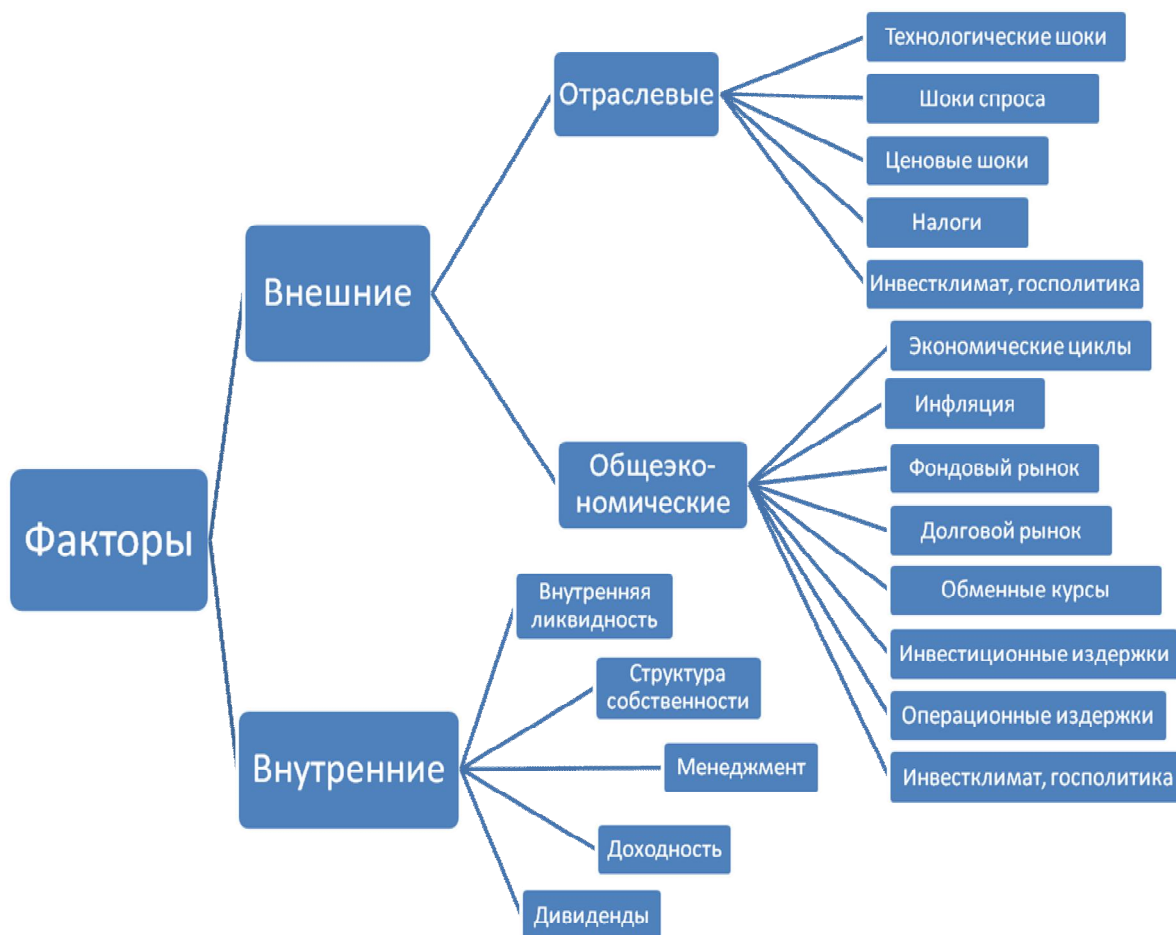 Факторы
Внешние
Отраслевые
Технологические шоки
Шоки спроса
Ценовые шоки
Налоги
Инвестклимат, госполитика
Общеэко-
номические
Экономические циклы
Инфляция
Фондовый рынок
Долговой рынок
Обменные курсы
Инвестиционные издержки
Операционные издержки
Инвестклимат, госполитика
Внутренние
Внутренняя
ликвидность
Структура
собственности
Менеджмент
Доходность
Дивиденды